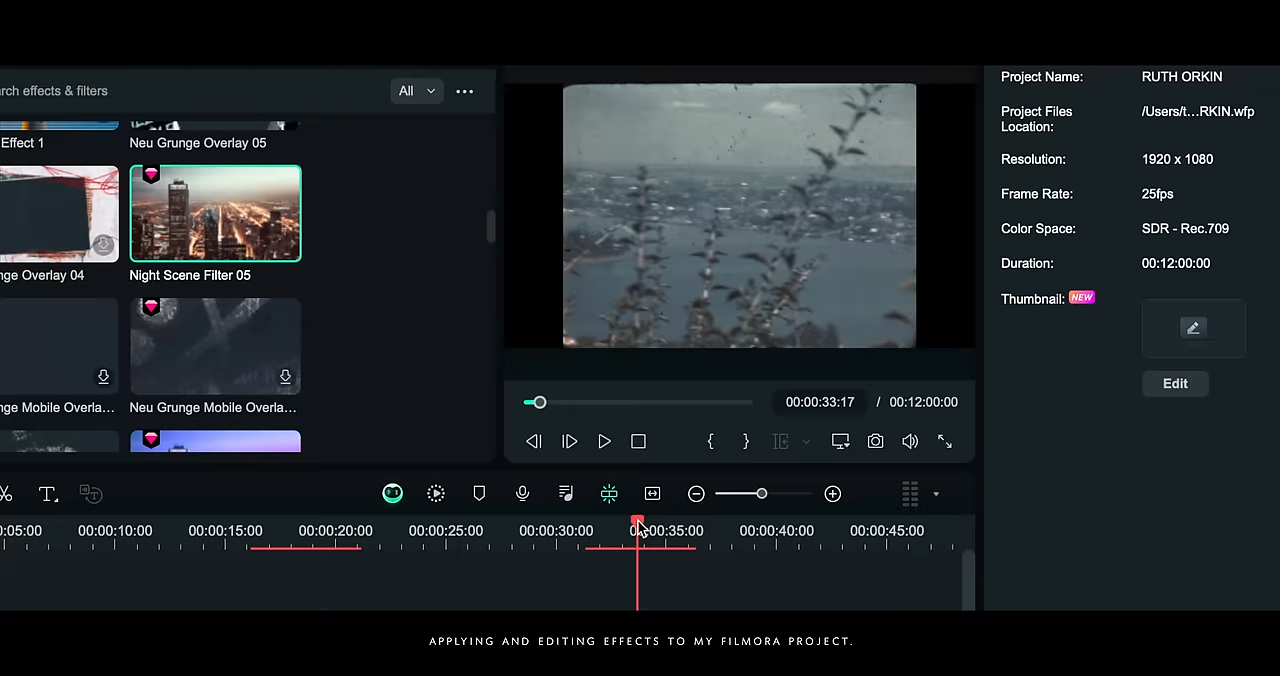 rch effects & filters
All
Effect 1
Neu Grunge Overlay 05
nge Overlay 04
Night Scene Filter 05
nge Mobile Overla...
Neu Grunge Mobile Overla...
00:00:33:17 / 00:12:00:00
Project Name: RUTH ORKIN
Project Files Location: /Users/t...RKIN.wfp
Resolution: 1920 x 1080
Frame Rate: 25fps
Color Space: SDR - Rec.709
Duration: 00:12:00:00
Thumbnail: NEW
Edit
0:05:00 00:00:10:00 00:00:15:00 00:00:20:00 00:00:25:00 00:00:30:00 00:35:00 00:00:40:00 00:00:45:00
APPLYING AND EDITING EFFECTS TO MY FILMORA PROJECT.